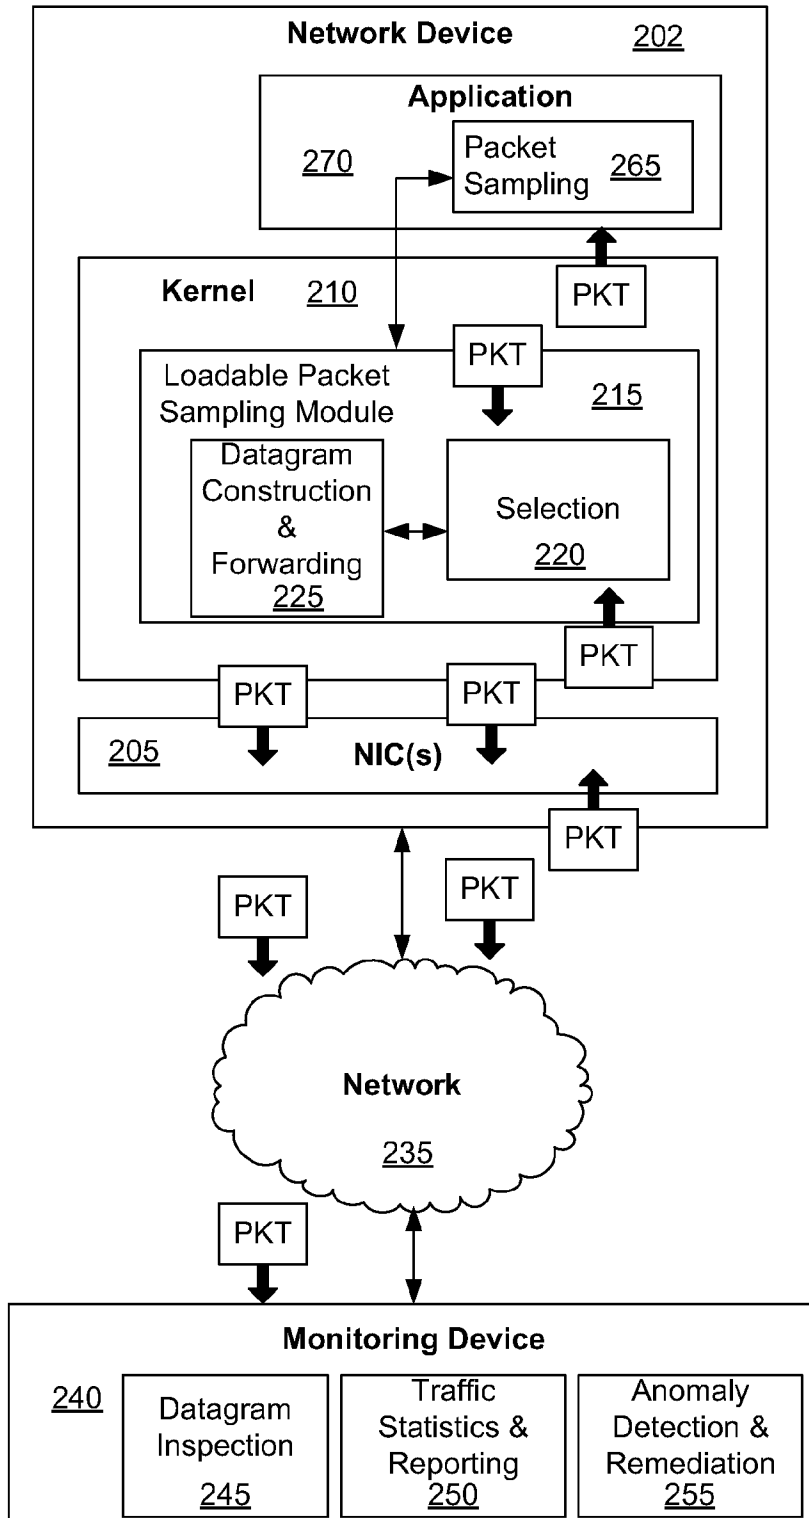 Network Device 202
Application
270
Packet 265
Sampling
Kernel 210
PKT
PKT
Loadable Packet
Sampling Module
215
Datagram
Construction
&
Forwarding
225
Selection
220
PKT
PKT
PKT
205
NIC(s)
PKT
PKT
PKT
Network
235
PKT
Monitoring Device
240
Datagram
Inspection
245
Traffic
Statistics &
Reporting
250
Anomaly
Detection &
Remediation
255